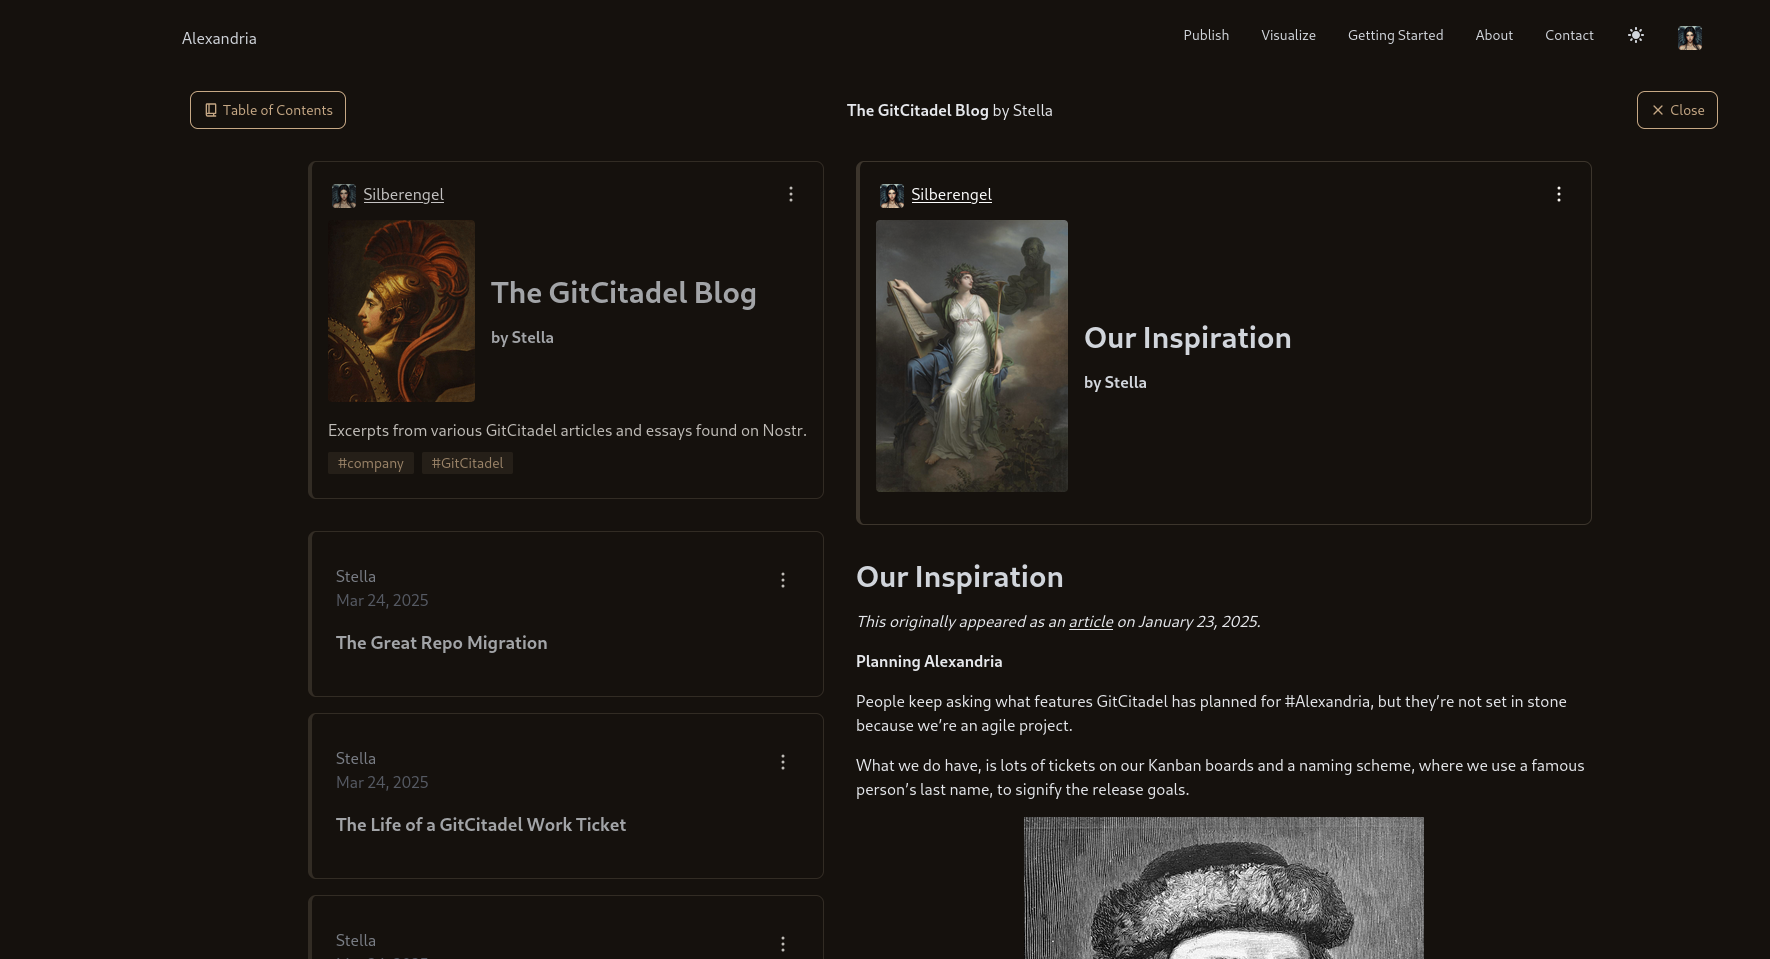 Alexandria
Publish
Visualize
Getting Started
About
Contact
Table of Contents
The GitCitadel Blog by Stella
Close
Silberengel
The GitCitadel Blog
by Stella
Excerpts from various GitCitadel articles and essays found on Nostr.
#company
#GitCitadel
Stella
Mar 24, 2025
The Great Repo Migration
Stella
Mar 24, 2025
The Life of a GitCitadel Work Ticket
Stella
Silberengel
Our Inspiration
by Stella
Our Inspiration
This originally appeared as an article on January 23, 2025.
Planning Alexandria
People keep asking what features GitCitadel has planned for #Alexandria, but they’re not set in stone
because we’re an agile project.
What we do have, is lots of tickets on our Kanban boards and a naming scheme, where we use a famous
person’s last name, to signify the release goals.